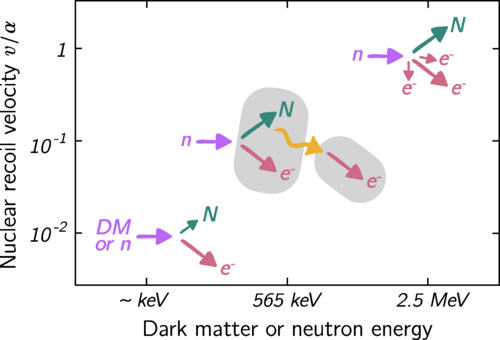 Nuclear recoil velocity v/α
1
10⁻¹
10⁻²
n
N
e⁻
e⁻
e⁻
n
N
e⁻
e⁻
DM
or n
N
e⁻
~ keV
565 keV
2.5 MeV
Dark matter or neutron energy